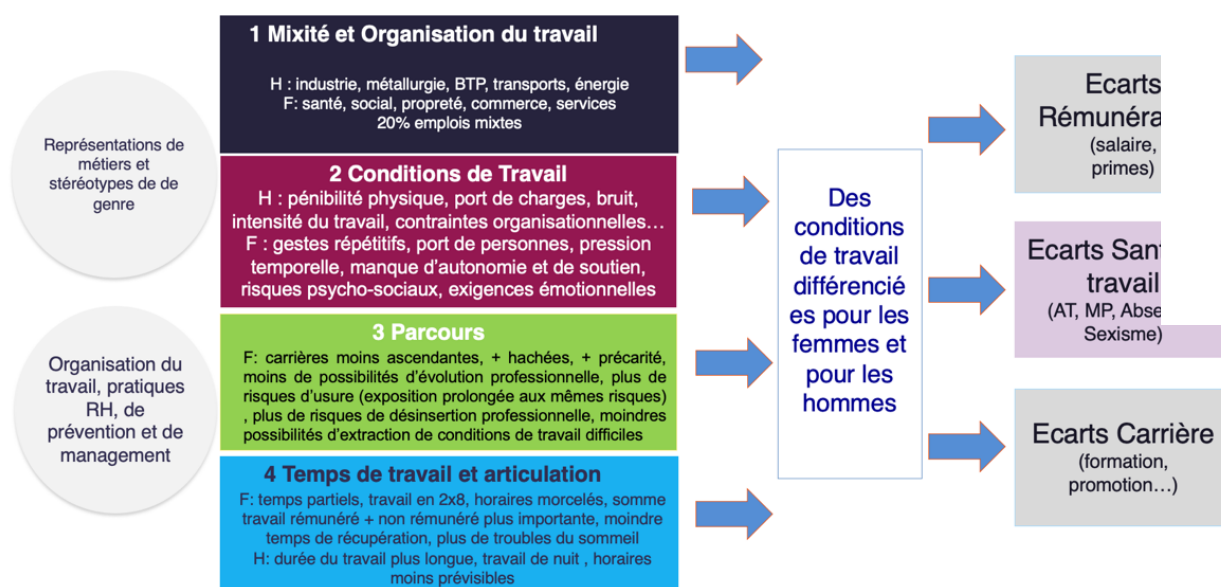 Représentations de
métiers et
stéréotypes de de
genre
Organisation du
travail, pratiques
RH, de
prévention et de
management
1 Mixité et Organisation du travail
H : industrie, métallurgie, BTP, transports, énergie
F: santé, social, propreté, commerce, services
20% emplois mixtes
2 Conditions de Travail
H : pénibilité physique, port de charges, bruit,
intensité du travail, contraintes organisationnelles…
F : gestes répétitifs, port de personnes, pression
temporelle, manque d’autonomie et de soutien,
risques psycho-sociaux, exigences émotionnelles
3 Parcours
F: carrières moins ascendantes, + hachées, + précarité,
moins de possibilités d’évolution professionnelle, plus de
risques d’usure (exposition prolongée aux mêmes risques)
, plus de risques de désinsertion professionnelle, moindres
possibilités d’extraction de conditions de travail difficiles
4 Temps de travail et articulation
F: temps partiels, travail en 2x8, horaires morcelés, somme
travail rémunéré + non rémunéré plus importante, moindre
temps de récupération, plus de troubles du sommeil
H: durée du travail plus longue, travail de nuit , horaires
moins prévisibles
Des
conditions
de travail
différencié
es pour les
femmes et
pour les
hommes
Ecarts
Rémunéra
(salaire,
primes)
Ecarts San
travail
(AT, MP, Abse
Sexisme)
Ecarts Carrière
(formation,
promotion…)